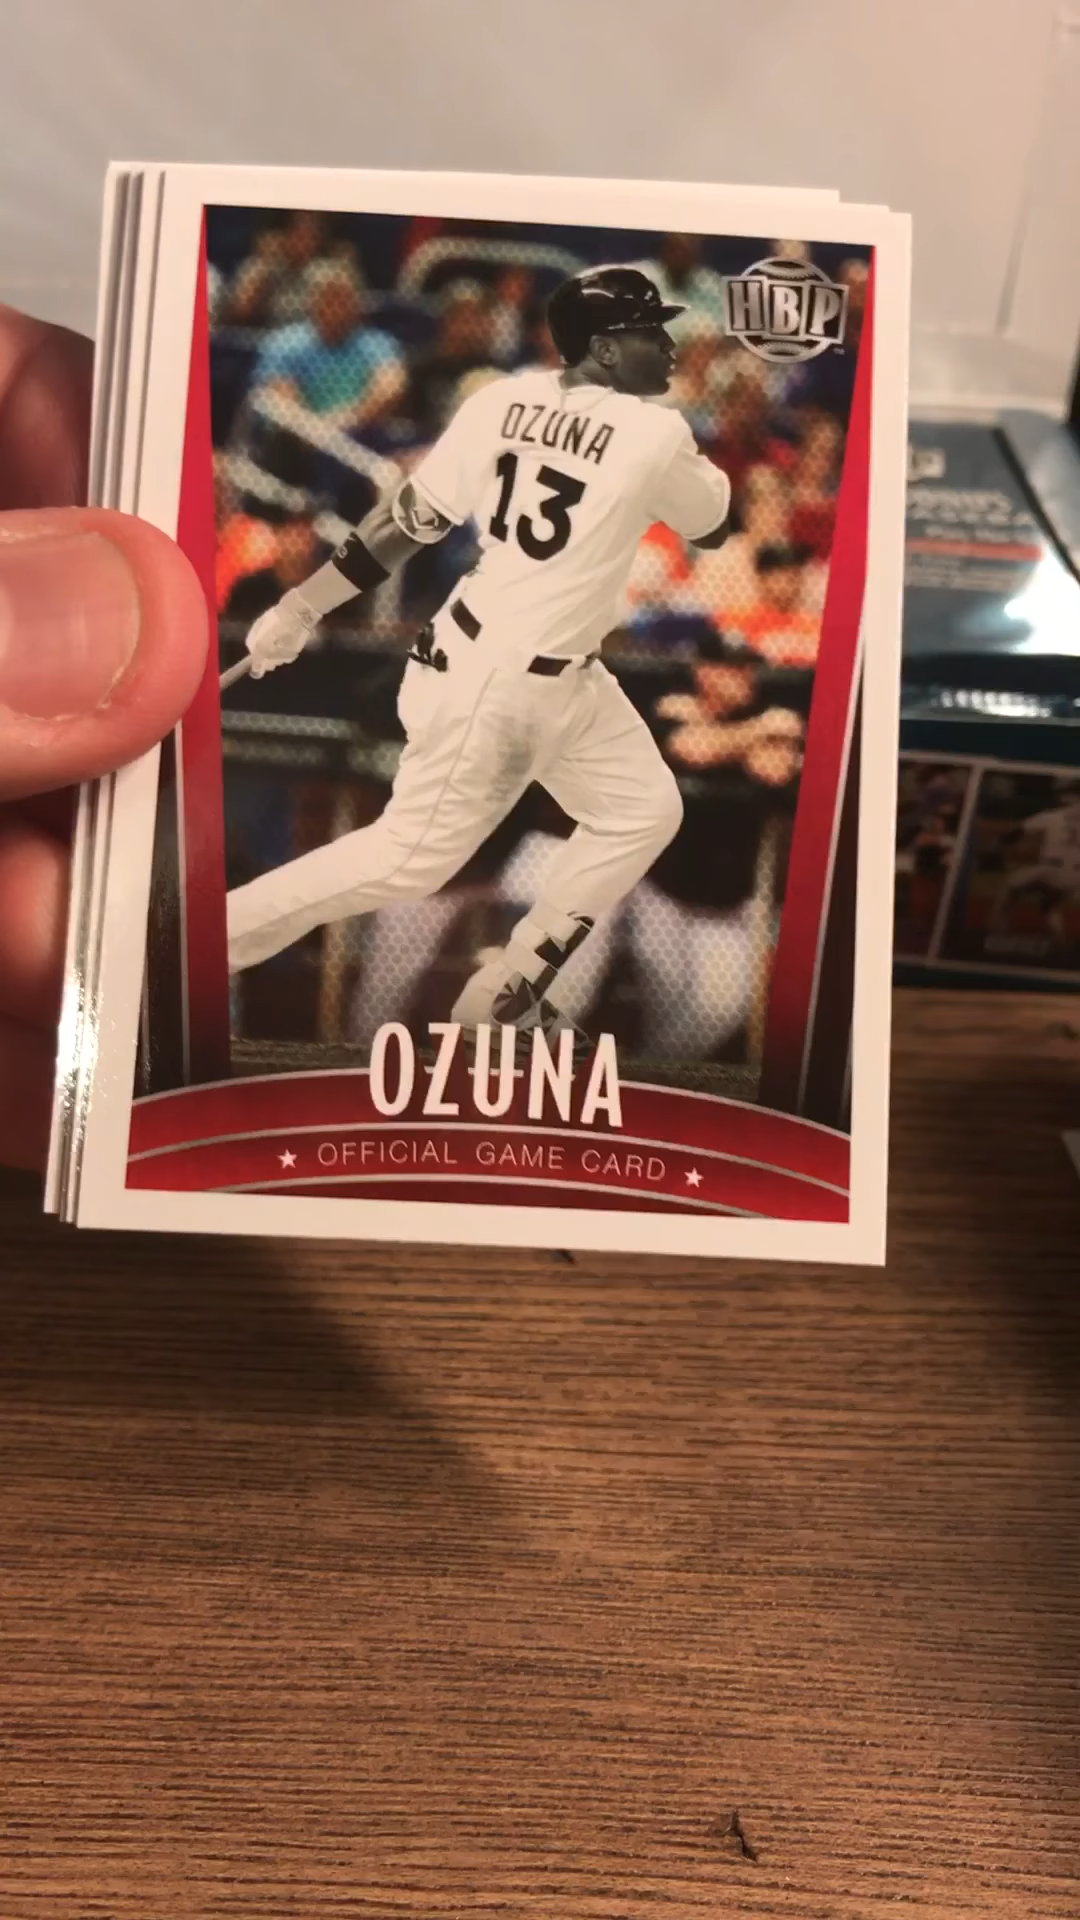 HBP
OZUNA
13
OZUNA
★ OFFICIAL GAME CARD ★